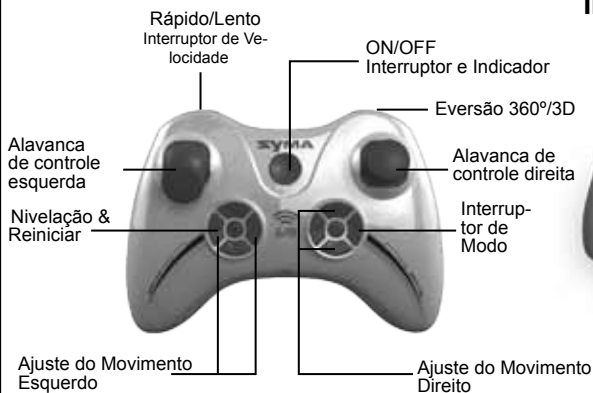 Rápido/Lento
Interruptor de Ve-
locidade
ON/OFF
Interruptor e Indicador
Eversão 360º/3D
SYMA
Alavanca
de controle
esquerda
Alavanca de
controle direita
Nivelação &
Reiniciar
Interrup-
tor de
Modo
Ajuste do Movimento
Esquerdo
Ajuste do Movimento
Direito